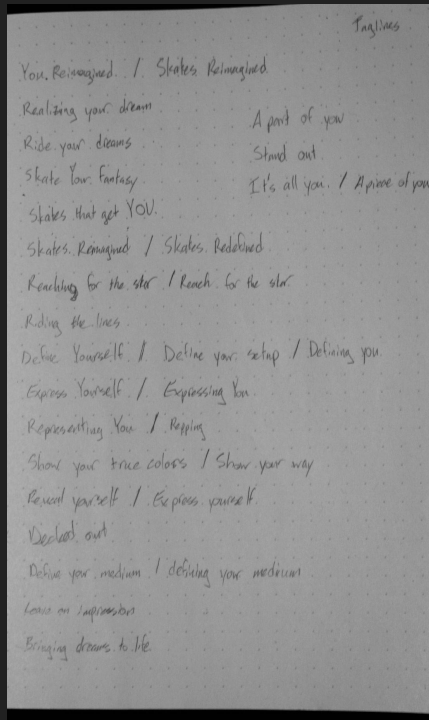 Taglines
You. Reimagined. / Skates Reimagined
Realizing your dream
Ride your dreams
Skate Your Fantasy
Skates that get YOU.
Skates. Reimagined / Skates. Redefined
Reaching for the star / Reach for the star.
Riding the lines
Define Yourself // Define your setup / Defining you
Express Yourself / Expressing You
Representing You / Repping
Show your true colors / Show your way
Reveal yourself / Express yourself
Decked out
Define your medium / defining your medium
Leave an impression
Bringing dreams to life.
A part of you
Stand out
It's all you. / A piece of you